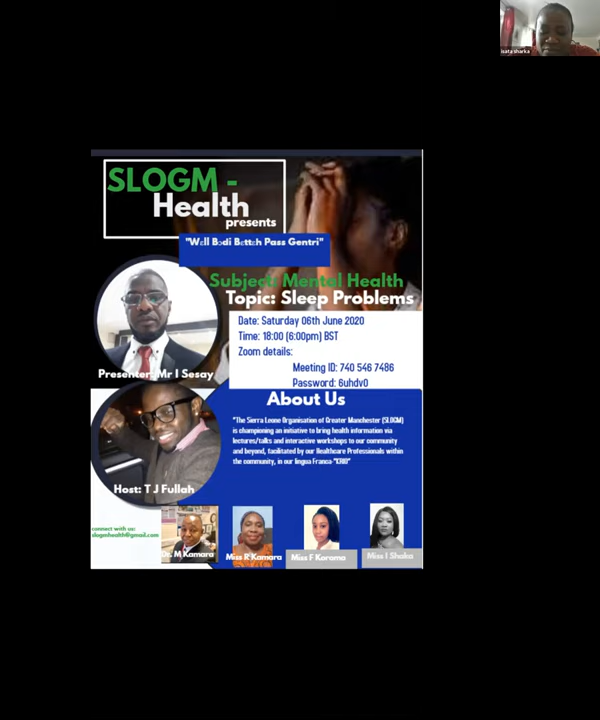 isata sharka
SLOGM -
Health
presents
"Wɛll Bɔdi Bɛtɛh Pass Gentri"
Subject: Mental Health
Topic: Sleep Problems
Date: Saturday 06th June 2020
Time: 18:00 (6:00pm) BST
Zoom details:
Meeting ID: 740 546 7486
Password: 6uhdv0
Presenter: Mr I Sesay
About Us
"The Sierra Leone Organisation of Greater Manchester (SLOGM)
is championing an initiative to bring health information via
lectures/talks and interactive workshops to our community
and beyond, facilitated by our Healthcare Professionals within
the community, in our lingua Franca-"KRIO"
Host: T J Fullah
connect with us:
slogmhealth@gmail.com
Dr. M Kamara
Miss R Kamara
Miss F Koroma
Miss I Shaka